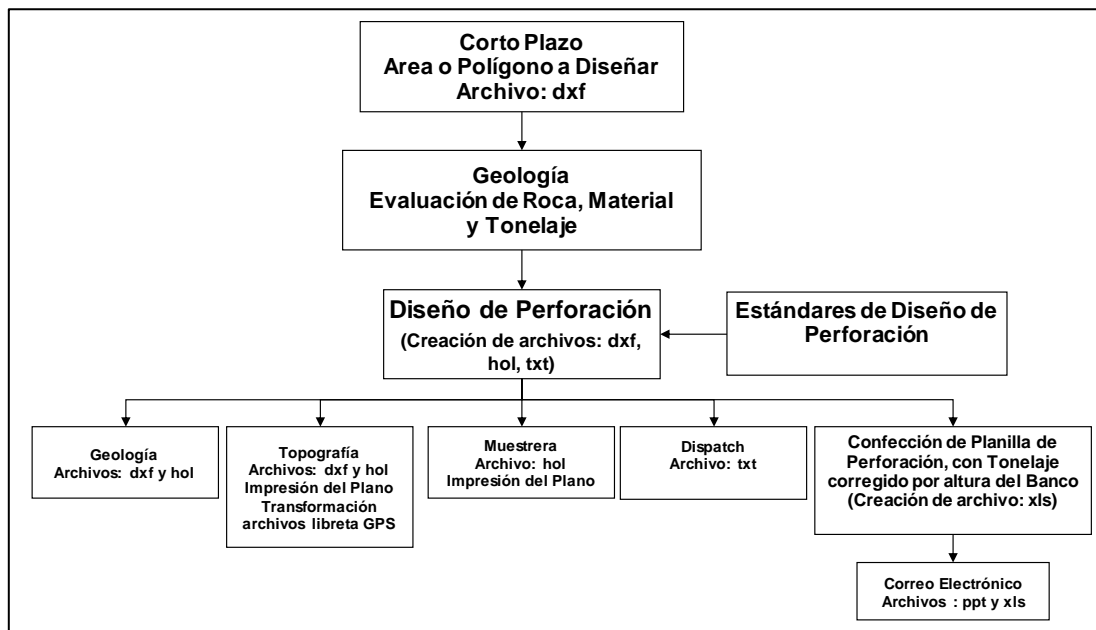 Corto Plazo
Area o Polígono a Diseñar
Archivo: dxf
Geología
Evaluación de Roca, Material
y Tonelaje
Diseño de Perforación
(Creación de archivos: dxf,
hol, txt)
Estándares de Diseño de
Perforación
Geología
Archivos: dxf y hol
Topografía
Archivos: dxf y hol
Impresión del Plano
Transformación
archivos libreta GPS
Muestrera
Archivo: hol
Impresión del Plano
Dispatch
Archivo: txt
Confección de Planilla de
Perforación, con Tonelaje
corregido por altura del Banco
(Creación de archivo: xls)
Correo Electrónico
Archivos : ppt y xls